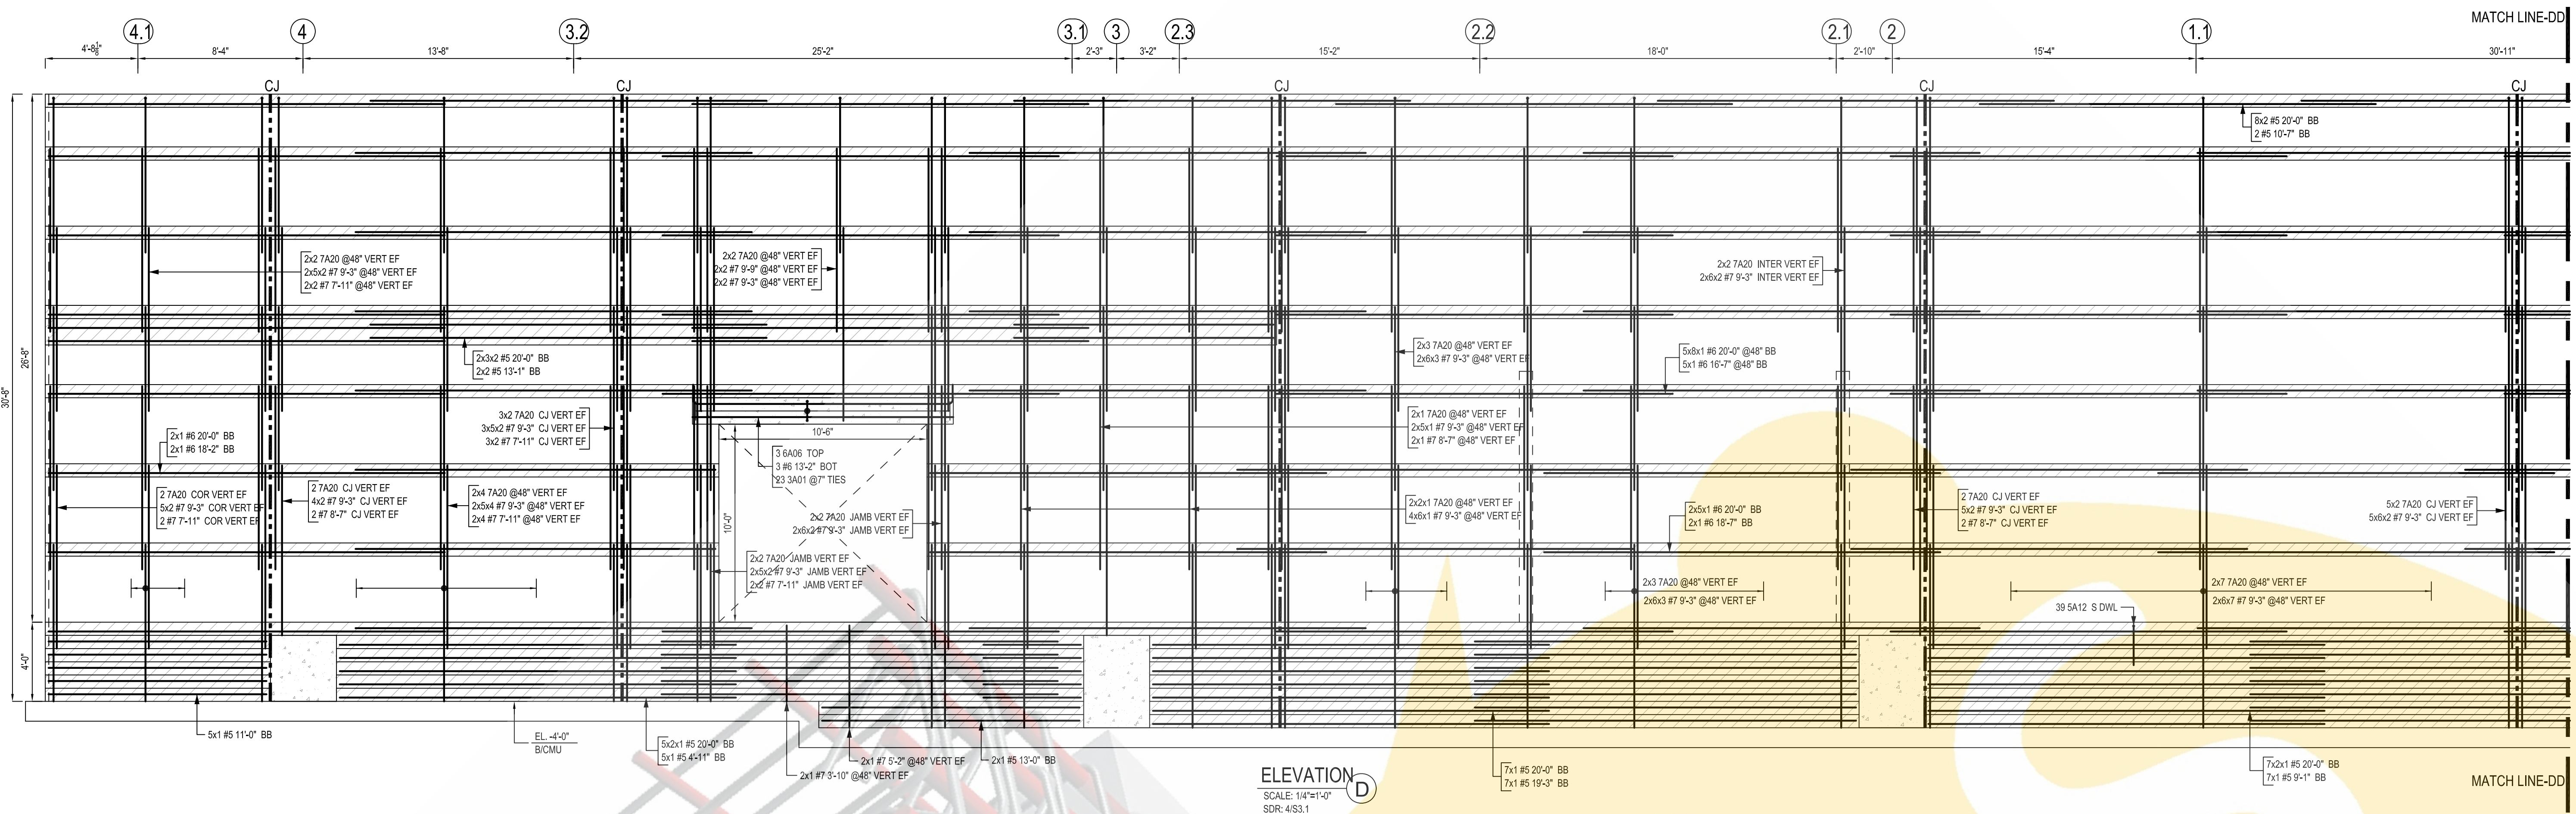 MATCH LINE-DD
4.1 4 3.2 3.1 3 2.3 2.2 2.1 2 1.1
4'-8⅛" 8'-4" 13'-8" 25'-2" 2'-3" 3'-2" 15'-2" 18'-0" 2'-10" 15'-4" 30'-11"
CJ CJ CJ CJ CJ
8x2 #5 20'-0" BB
2 #5 10'-7" BB
2x2 7A20 @48" VERT EF
2x5x2 #7 9'-3" @48" VERT EF
2x2 #7 7'-11" @48" VERT EF
2x2 7A20 @48" VERT EF
2x2 #7 9'-9" @48" VERT EF
2x2 #7 9'-3" @48" VERT EF
2x2 7A20 INTER VERT EF
2x6x2 #7 9'-3" INTER VERT EF
30'-8"
26'-8"
4'-0"
2x3x2 #5 20'-0" BB
2x2 #5 13'-1" BB
2x3 7A20 @48" VERT EF
2x6x3 #7 9'-3" @48" VERT EF
5x8x1 #6 20'-0" @48" BB
5x1 #6 16'-7" @48" BB
2x1 #6 20'-0" BB
2x1 #6 18'-2" BB
3x2 7A20 CJ VERT EF
3x5x2 #7 9'-3" CJ VERT EF
3x2 #7 7'-11" CJ VERT EF
10'-6"
10'-0"
3 6A06 TOP
3 #6 13'-2" BOT
23 3A01 @7" TIES
2x1 7A20 @48" VERT EF
2x5x1 #7 9'-3" @48" VERT EF
2x1 #7 8'-7" @48" VERT EF
2 7A20 COR VERT EF
5x2 #7 9'-3" COR VERT EF
2 #7 7'-11" COR VERT EF
2 7A20 CJ VERT EF
4x2 #7 9'-3" CJ VERT EF
2 #7 8'-7" CJ VERT EF
2x4 7A20 @48" VERT EF
2x5x4 #7 9'-3" @48" VERT EF
2x4 #7 7'-11" @48" VERT EF
2x2 7A20 JAMB VERT EF
2x6x2 #7 9'-3" JAMB VERT EF
2x2x1 7A20 @48" VERT EF
4x6x1 #7 9'-3" @48" VERT EF
2x5x1 #6 20'-0" BB
2x1 #6 18'-7" BB
2 7A20 CJ VERT EF
5x2 #7 9'-3" CJ VERT EF
2 #7 8'-7" CJ VERT EF
5x2 7A20 CJ VERT EF
5x6x2 #7 9'-3" CJ VERT EF
2x2 7A20 JAMB VERT EF
2x5x2 #7 9'-3" JAMB VERT EF
2x2 #7 7'-11" JAMB VERT EF
2x3 7A20 @48" VERT EF
2x6x3 #7 9'-3" @48" VERT EF
2x7 7A20 @48" VERT EF
2x6x7 #7 9'-3" @48" VERT EF
39 5A12 S DWL
5x1 #5 11'-0" BB
EL. -4'-0"
B/CMU
5x2x1 #5 20'-0" BB
5x1 #5 4'-11" BB
2x1 #7 5'-2" @48" VERT EF
2x1 #7 3'-10" @48" VERT EF
2x1 #5 13'-0" BB
7x1 #5 20'-0" BB
7x1 #5 19'-3" BB
7x2x1 #5 20'-0" BB
7x1 #5 9'-1" BB
ELEVATION D
SCALE: 1/4"=1'-0"
SDR: 4/S3.1
MATCH LINE-DD